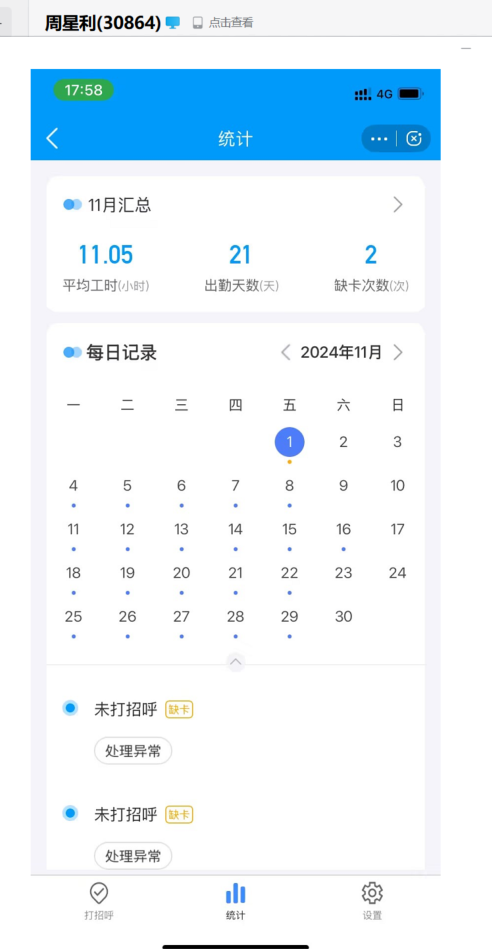 周星利(30864) 点击查看
17:58 4G
统计
11月汇总
11.05 21 2
平均工时(小时) 出勤天数(天) 缺卡次数(次)
每日记录 2024年11月
一 二 三 四 五 六 日
1 2 3
4 5 6 7 8 9 10
11 12 13 14 15 16 17
18 19 20 21 22 23 24
25 26 27 28 29 30
未打招呼 缺卡
处理异常
未打招呼 缺卡
处理异常
打招呼 统计 设置